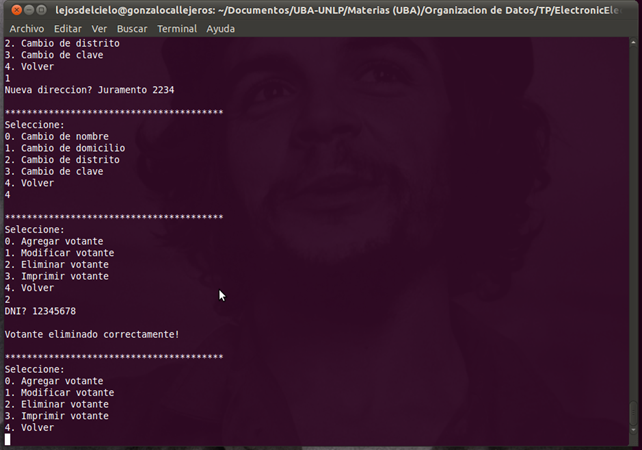 lejosdelcielo@gonzalocallejeros: ~/Documentos/UBA-UNLP/Materias (UBA)/Organizacion de Datos/TP/ElectronicEle
Archivo Editar Ver Buscar Terminal Ayuda
2. Cambio de distrito
3. Cambio de clave
4. Volver
1
Nueva direccion? Juramento 2234
****************************************
Seleccione:
0. Cambio de nombre
1. Cambio de domicilio
2. Cambio de distrito
3. Cambio de clave
4. Volver
4
****************************************
Seleccione:
0. Agregar votante
1. Modificar votante
2. Eliminar votante
3. Imprimir votante
4. Volver
2
DNI? 12345678
Votante eliminado correctamente!
****************************************
Seleccione:
0. Agregar votante
1. Modificar votante
2. Eliminar votante
3. Imprimir votante
4. Volver